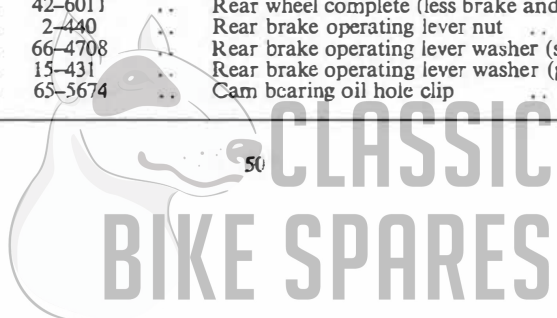 42–6011 .. Rear wheel complete (less brake and
2–440 .. Rear brake operating lever nut ..
66–4708 .. Rear brake operating lever washer (s
15–431 .. Rear brake operating lever washer (
65–5674 .. Cam bearing oil hole clip ..
50
CLASSIC
BIKE SPARES